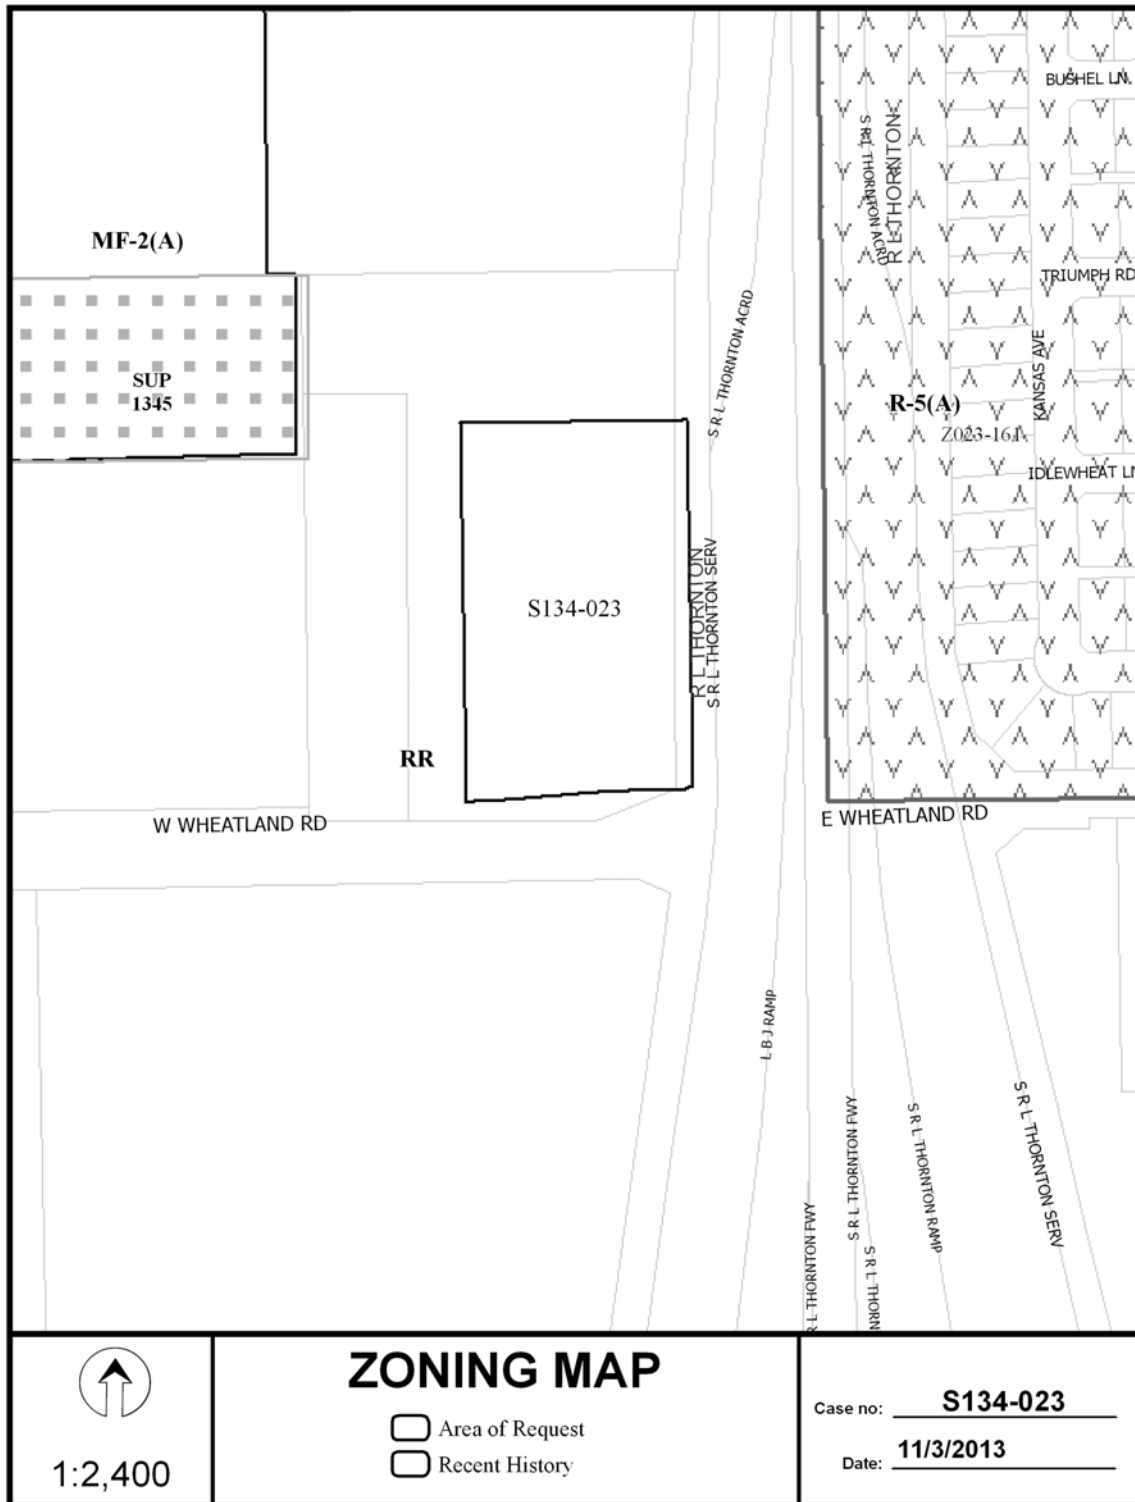 BUSHEL LN
S R L THORNTON ACRD
R L THORNTON
MF-2(A)
TRIUMPH RD
SUP
1345
S R L THORNTON ACRD
KANSAS AVE
R-5(A)
Z023-161
IDLEWHEAT LN
S134-023
R L THORNTON
S R L THORNTON SERV
RR
W WHEATLAND RD
E WHEATLAND RD
L B J RAMP
R L THORNTON FWY
S R L THORNTON FWY
S R L THORN
S R L THORNTON RAMP
S R L THORNTON SERV
1:2,400
ZONING MAP
Area of Request
Recent History
Case no: S134-023
Date: 11/3/2013